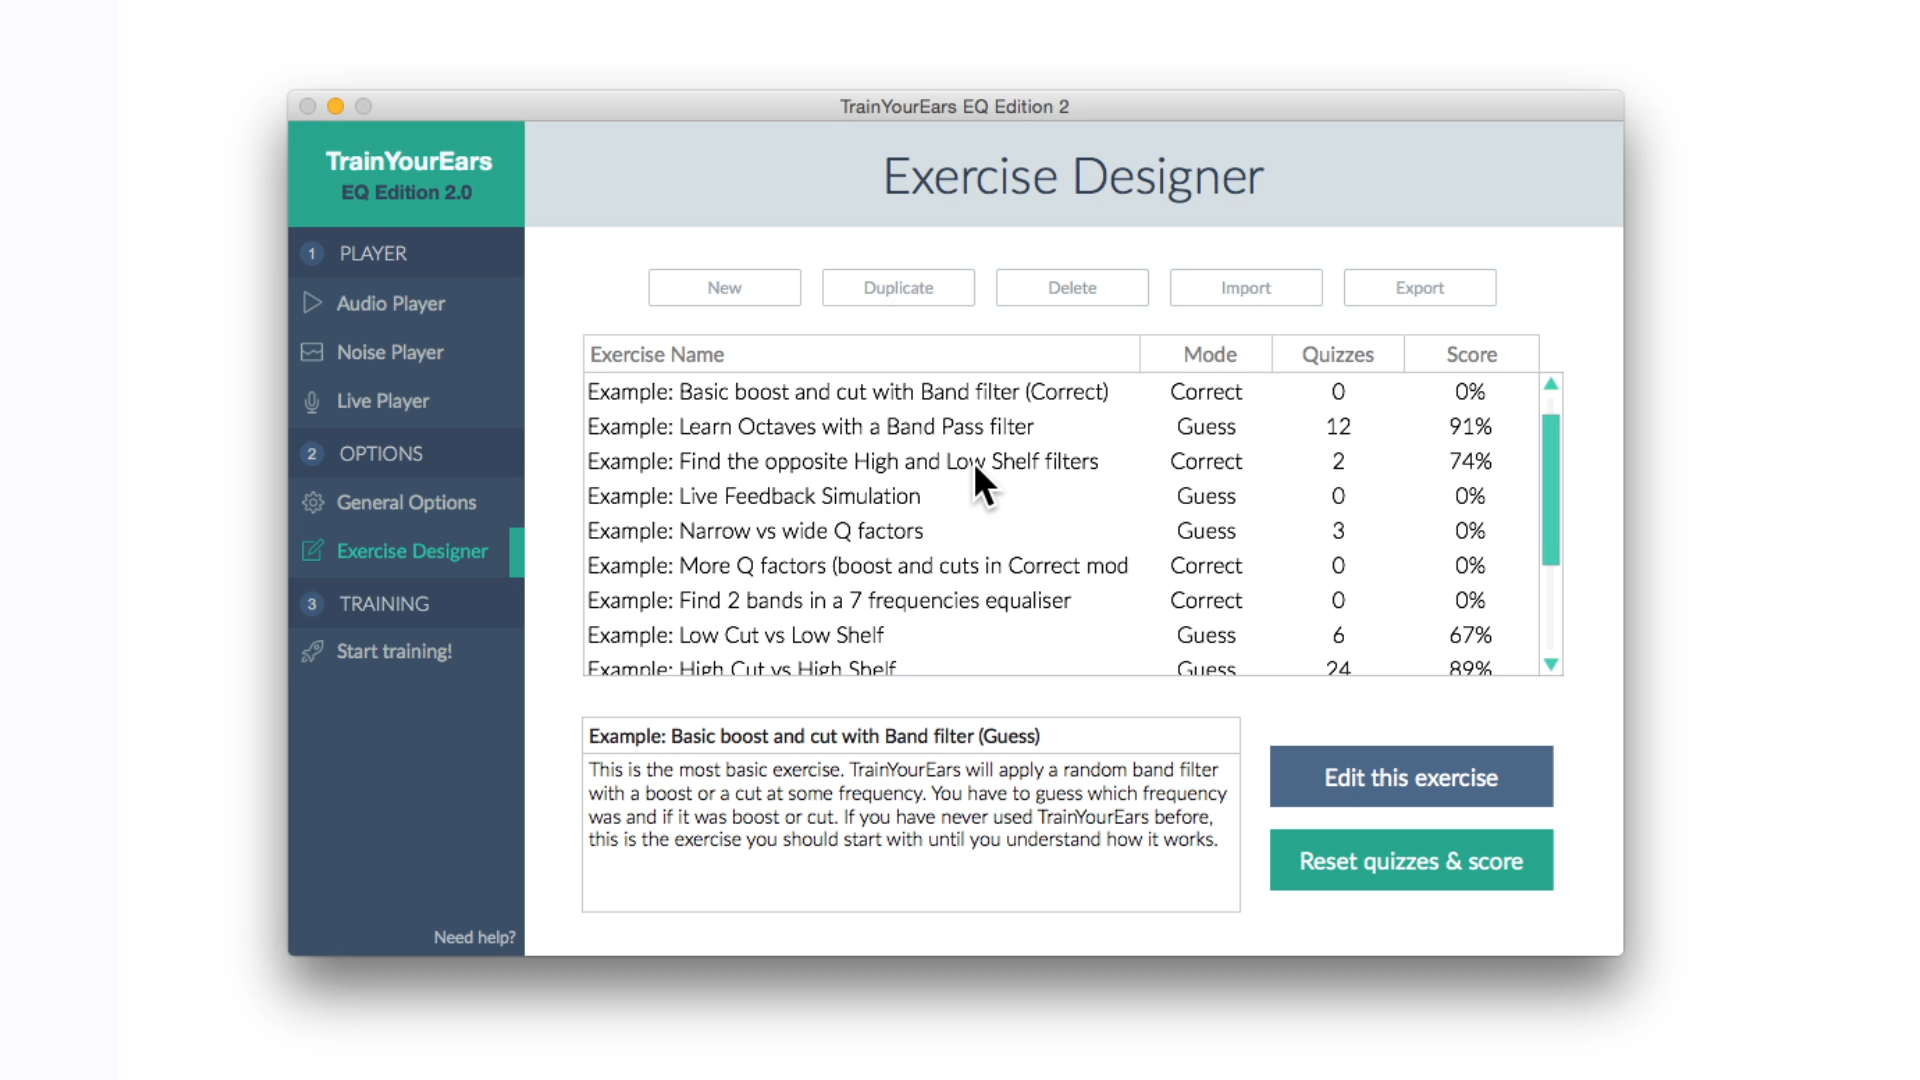 TrainYourEars EQ Edition 2
TrainYourEars
EQ Edition 2.0
Exercise Designer
1 PLAYER
Audio Player
Noise Player
Live Player
2 OPTIONS
General Options
Exercise Designer
3 TRAINING
Start training!
Need help?
New Duplicate Delete Import Export
Exercise Name Mode Quizzes Score
Example: Basic boost and cut with Band filter (Correct) Correct 0 0%
Example: Learn Octaves with a Band Pass filter Guess 12 91%
Example: Find the opposite High and Low Shelf filters Correct 2 74%
Example: Live Feedback Simulation Guess 0 0%
Example: Narrow vs wide Q factors Guess 3 0%
Example: More Q factors (boost and cuts in Correct mod Correct 0 0%
Example: Find 2 bands in a 7 frequencies equaliser Correct 0 0%
Example: Low Cut vs Low Shelf Guess 6 67%
Example: High Cut vs High Shelf Guess 24 89%
Example: Basic boost and cut with Band filter (Guess)
This is the most basic exercise. TrainYourEars will apply a random band filter
with a boost or a cut at some frequency. You have to guess which frequency
was and if it was boost or cut. If you have never used TrainYourEars before,
this is the exercise you should start with until you understand how it works.
Edit this exercise
Reset quizzes & score